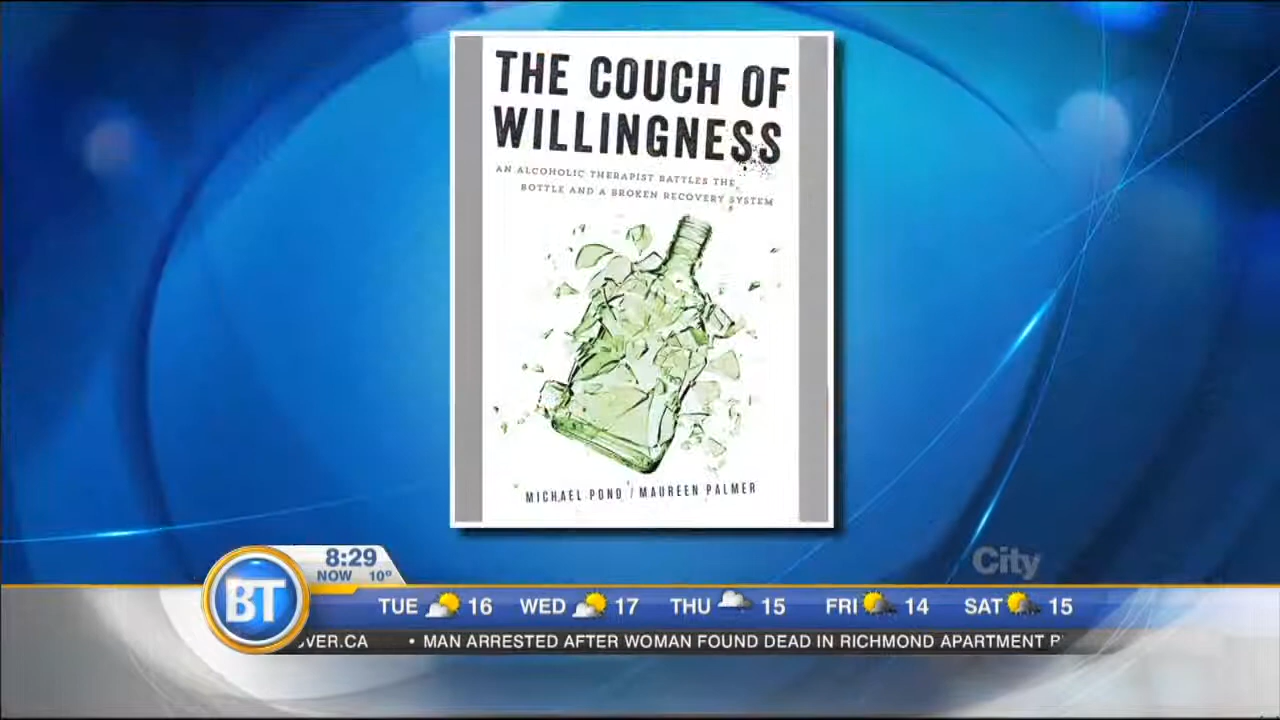 THE COUCH OF
WILLINGNESS
AN ALCOHOLIC THERAPIST BATTLES THE
BOTTLE AND A BROKEN RECOVERY SYSTEM
MICHAEL POND / MAUREEN PALMER
City
8:29
NOW 10°
BT
TUE 16 WED 17 THU 15 FRI 14 SAT 15
VER.CA • MAN ARRESTED AFTER WOMAN FOUND DEAD IN RICHMOND APARTMENT